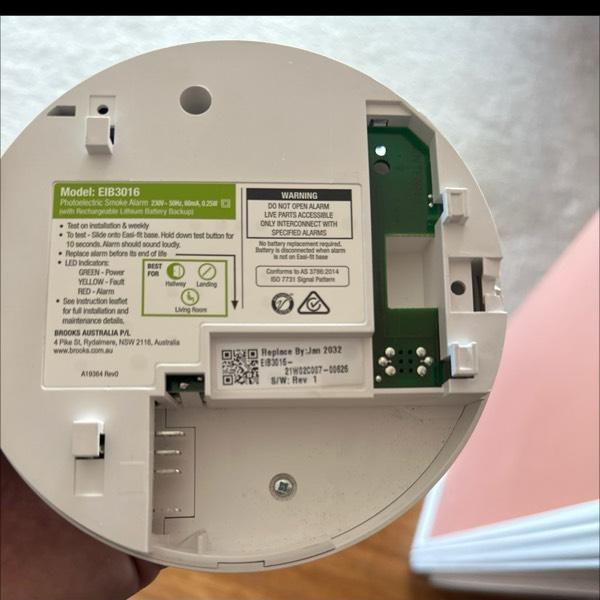 Model: EIB3016
Photoelectric Smoke Alarm 230V~ 50Hz, 60mA, 0.25W
(with Rechargeable Lithium Battery Backup)
• Test on installation & weekly
• To test - Slide onto Easi-fit base. Hold down test button for
10 seconds. Alarm should sound loudly.
• Replace alarm before its end of life
• LED Indicators:
GREEN - Power
YELLOW - Fault
RED - Alarm
• See instruction leaflet
for full installation and
maintenance details.
BEST
FOR
Hallway
Landing
Living Room
BROOKS AUSTRALIA P/L
4 Pike St, Rydalmere, NSW 2116, Australia
www.brooks.com.au
A19364 Rev0
WARNING
DO NOT OPEN ALARM
LIVE PARTS ACCESSIBLE
ONLY INTERCONNECT WITH
SPECIFIED ALARMS
No battery replacement required.
Battery is disconnected when alarm
is not on Easi-fit base
Conforms to AS 3786:2014
ISO 7731 Signal Pattern
Replace By:Jan 2032
EIB3016-
21W02C007-00626
S/W: Rev 1